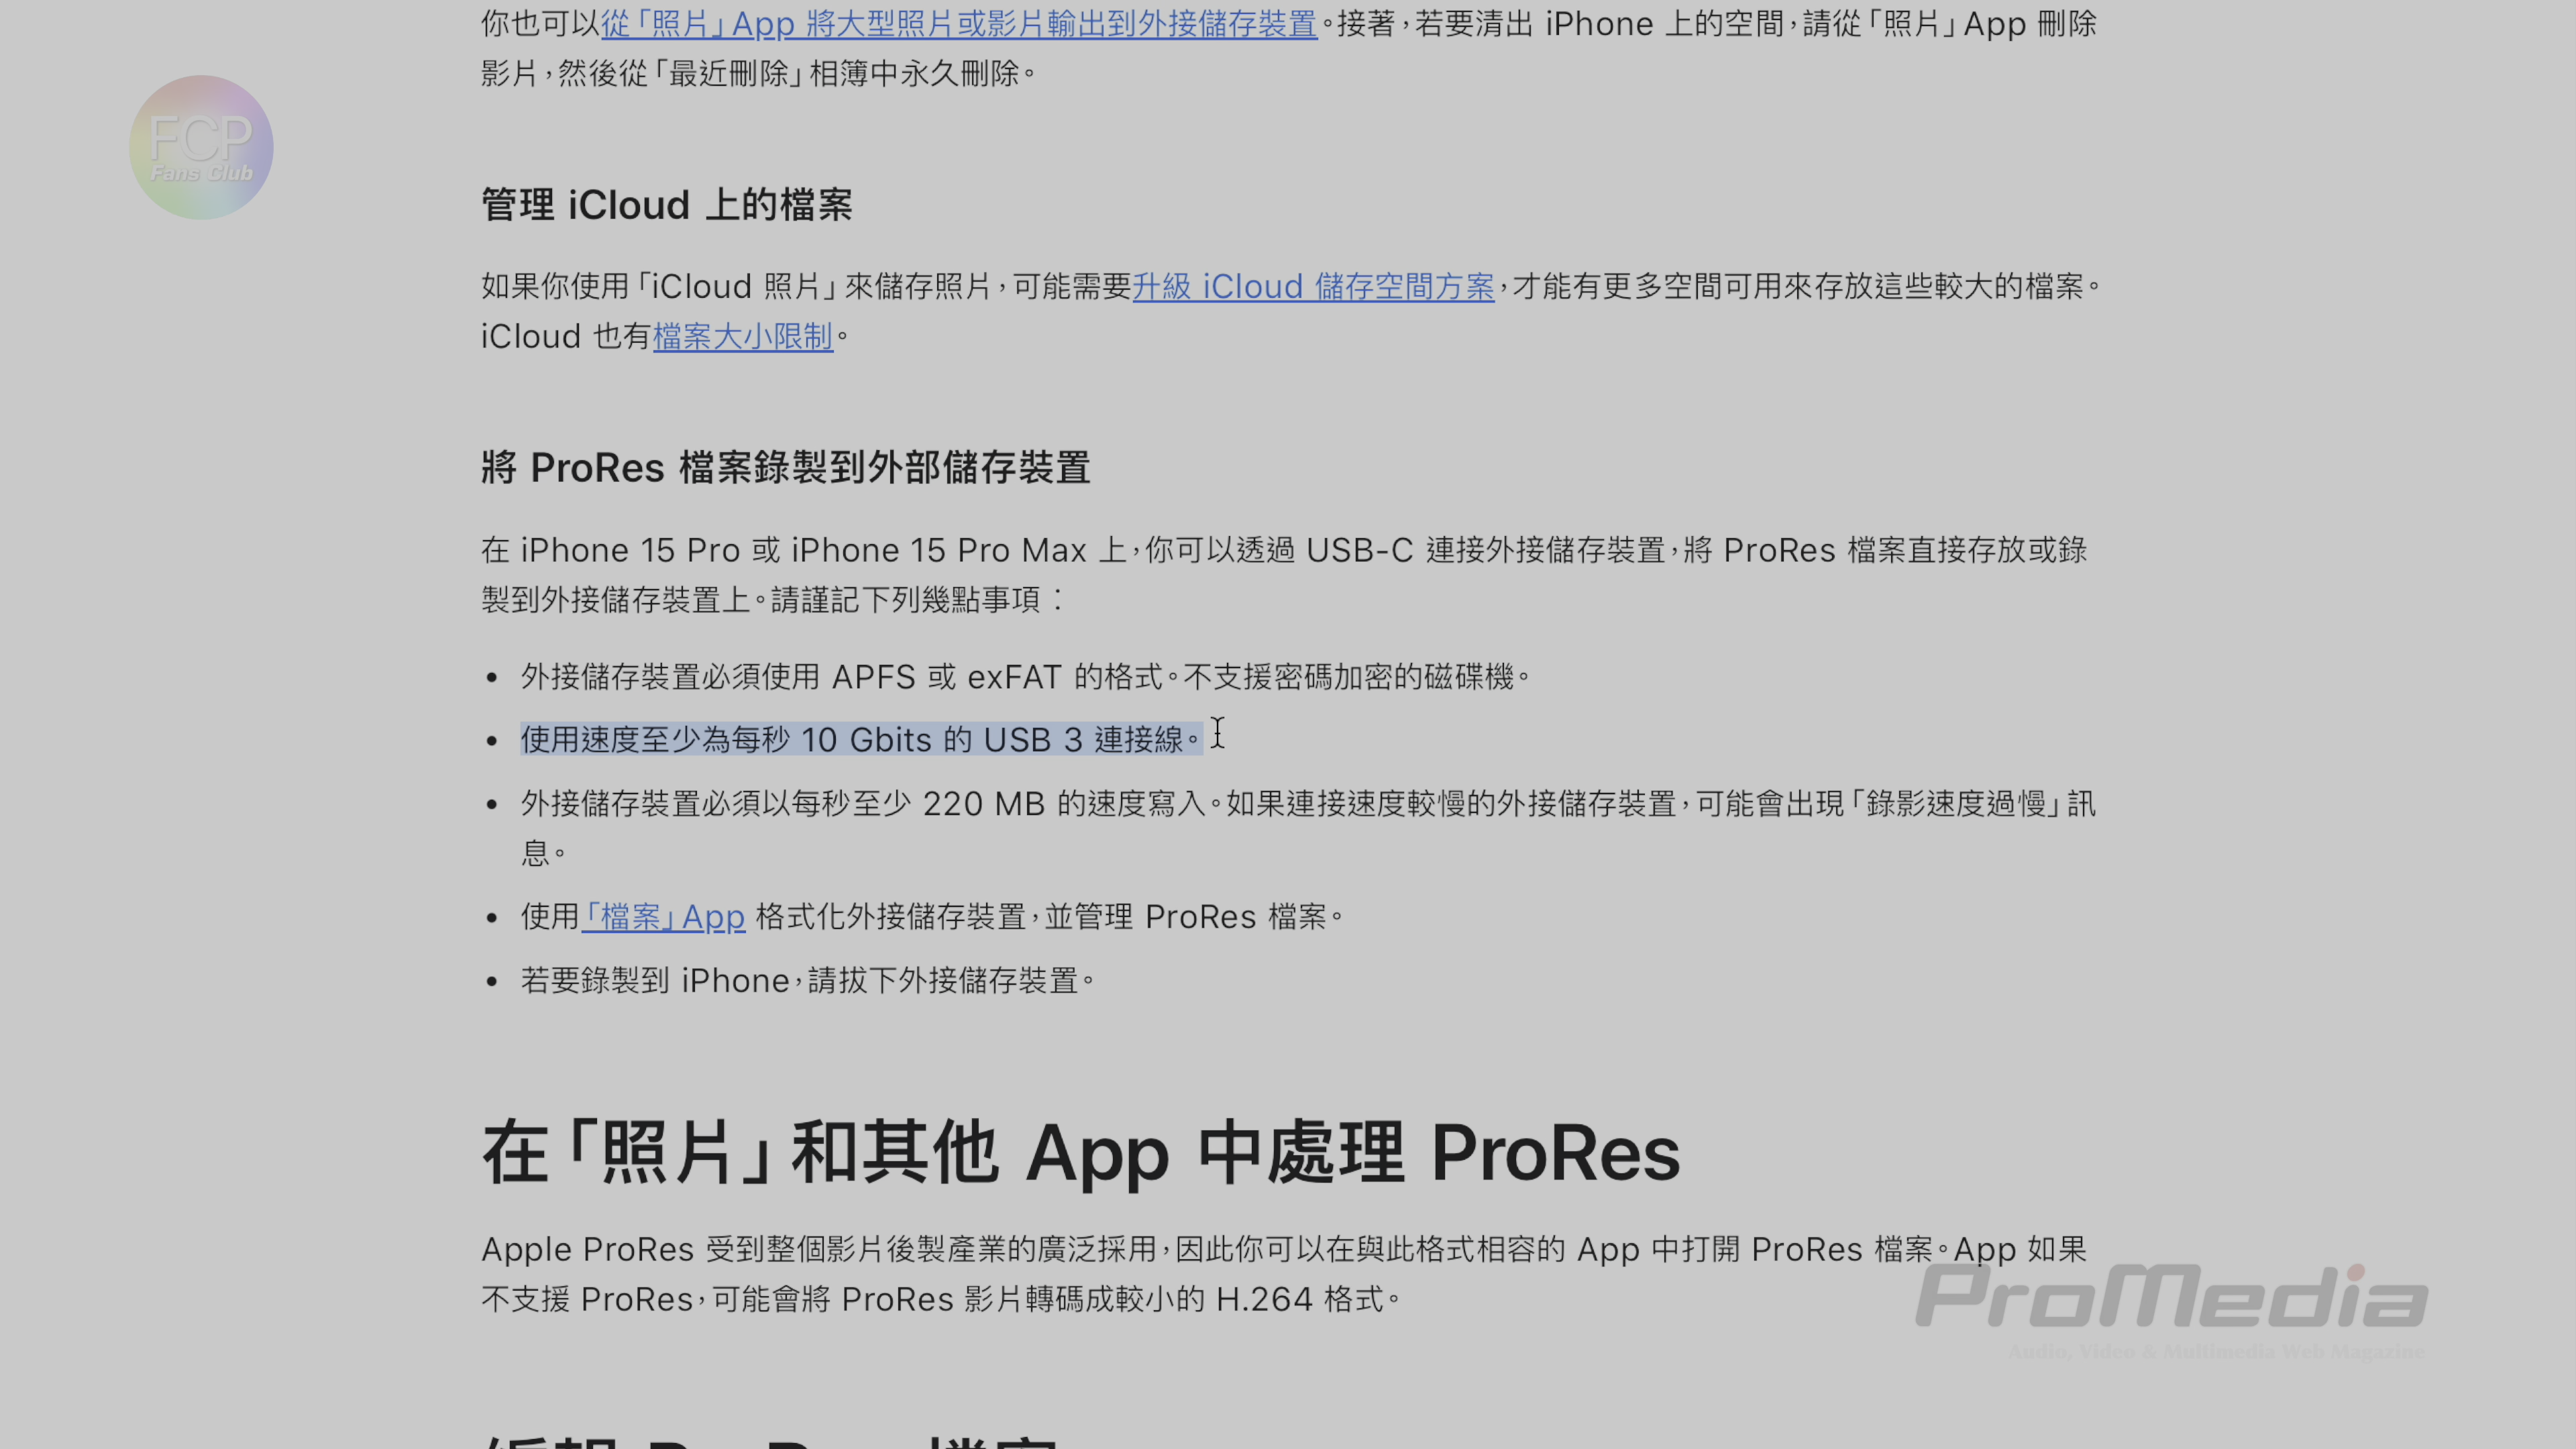 你也可以從「照片」App 將大型照片或影片輸出到外接儲存裝置。接著，若要清出 iPhone 上的空間，請從「照片」App 刪除
影片，然後從「最近刪除」相簿中永久刪除。
FCP
Fans Club
管理 iCloud 上的檔案
如果你使用「iCloud 照片」來儲存照片，可能需要升級 iCloud 儲存空間方案，才能有更多空間可用來存放這些較大的檔案。
iCloud 也有檔案大小限制。
將 ProRes 檔案錄製到外部儲存裝置
在 iPhone 15 Pro 或 iPhone 15 Pro Max 上，你可以透過 USB-C 連接外接儲存裝置，將 ProRes 檔案直接存放或錄
製到外接儲存裝置上。請謹記下列幾點事項：
• 外接儲存裝置必須使用 APFS 或 exFAT 的格式。不支援密碼加密的磁碟機。
• 使用速度至少為每秒 10 Gbits 的 USB 3 連接線。
• 外接儲存裝置必須以每秒至少 220 MB 的速度寫入。如果連接速度較慢的外接儲存裝置，可能會出現「錄影速度過慢」訊
息。
• 使用「檔案」App 格式化外接儲存裝置，並管理 ProRes 檔案。
• 若要錄製到 iPhone，請拔下外接儲存裝置。
在「照片」和其他 App 中處理 ProRes
Apple ProRes 受到整個影片後製產業的廣泛採用，因此你可以在與此格式相容的 App 中打開 ProRes 檔案。App 如果
不支援 ProRes，可能會將 ProRes 影片轉碼成較小的 H.264 格式。
ProMedia
Audio, Video & Multimedia Web Magazine